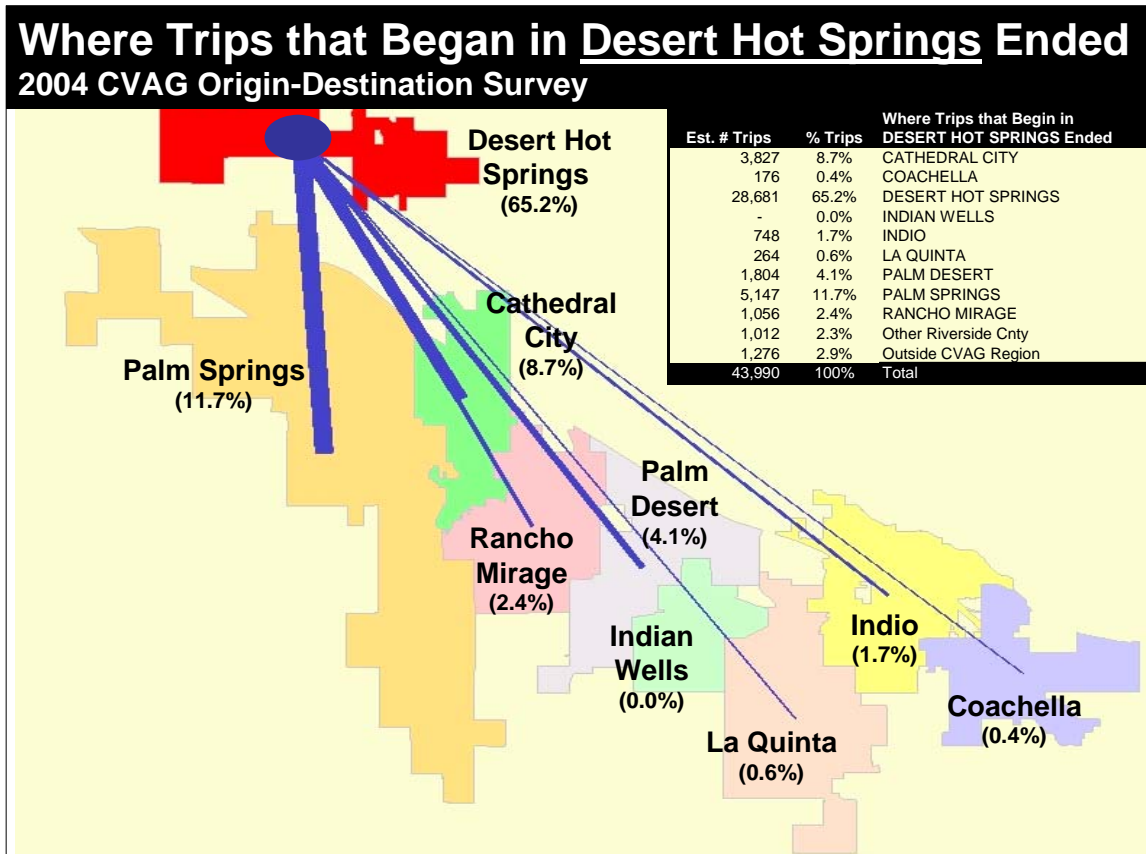 Where Trips that Began in Desert Hot Springs Ended
2004 CVAG Origin-Destination Survey
Where Trips that Begin in
Est. # Trips % Trips DESERT HOT SPRINGS Ended
3,827 8.7% CATHEDRAL CITY
176 0.4% COACHELLA
28,681 65.2% DESERT HOT SPRINGS
- 0.0% INDIAN WELLS
748 1.7% INDIO
264 0.6% LA QUINTA
1,804 4.1% PALM DESERT
5,147 11.7% PALM SPRINGS
1,056 2.4% RANCHO MIRAGE
1,012 2.3% Other Riverside Cnty
1,276 2.9% Outside CVAG Region
43,990 100% Total
Desert Hot
Springs
(65.2%)
Cathedral
City
(8.7%)
Palm Springs
(11.7%)
Palm
Desert
(4.1%)
Rancho
Mirage
(2.4%)
Indian
Wells
(0.0%)
Indio
(1.7%)
Coachella
(0.4%)
La Quinta
(0.6%)